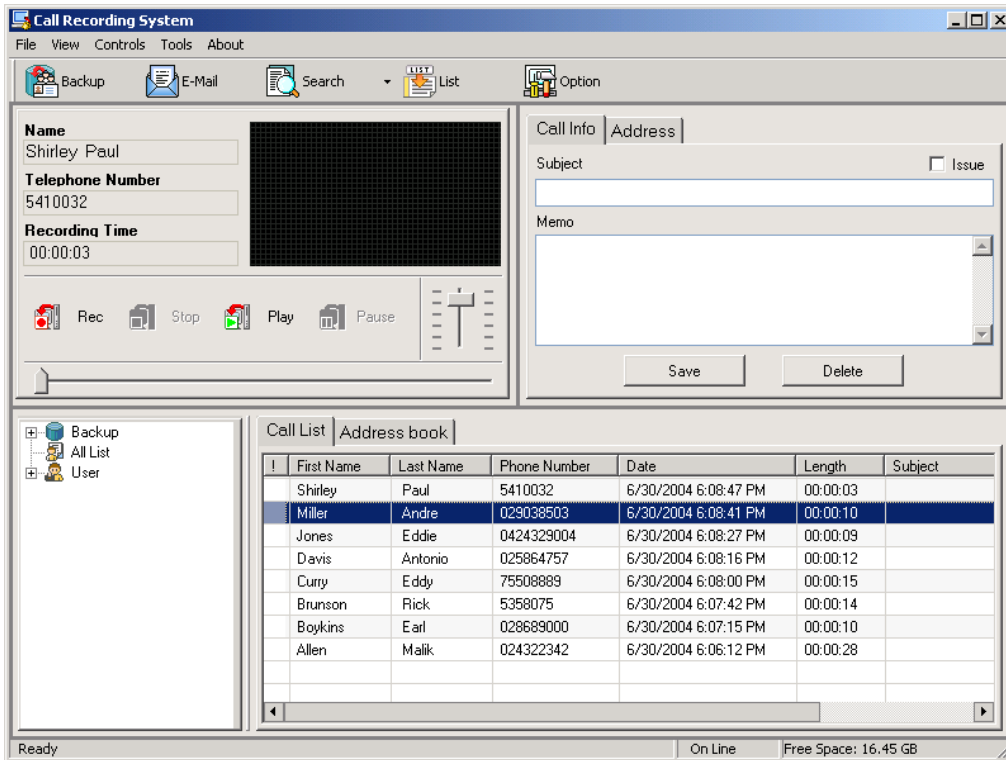 Call Recording System
File View Controls Tools About
Backup E-Mail Search LIST List Option
Name
Shirley Paul
Telephone Number
5410032
Recording Time
00:00:03
Rec Stop Play Pause
Call Info Address
Subject Issue
Memo
Save Delete
Backup
All List
User
Call List Address book
! First Name Last Name Phone Number Date Length Subject
Shirley Paul 5410032 6/30/2004 6:08:47 PM 00:00:03
Miller Andre 029038503 6/30/2004 6:08:41 PM 00:00:10
Jones Eddie 0424329004 6/30/2004 6:08:27 PM 00:00:09
Davis Antonio 025864757 6/30/2004 6:08:16 PM 00:00:12
Curry Eddy 75508889 6/30/2004 6:08:00 PM 00:00:15
Brunson Rick 5358075 6/30/2004 6:07:42 PM 00:00:14
Boykins Earl 028689000 6/30/2004 6:07:15 PM 00:00:10
Allen Malik 024322342 6/30/2004 6:06:12 PM 00:00:28
Ready On Line Free Space: 16.45 GB